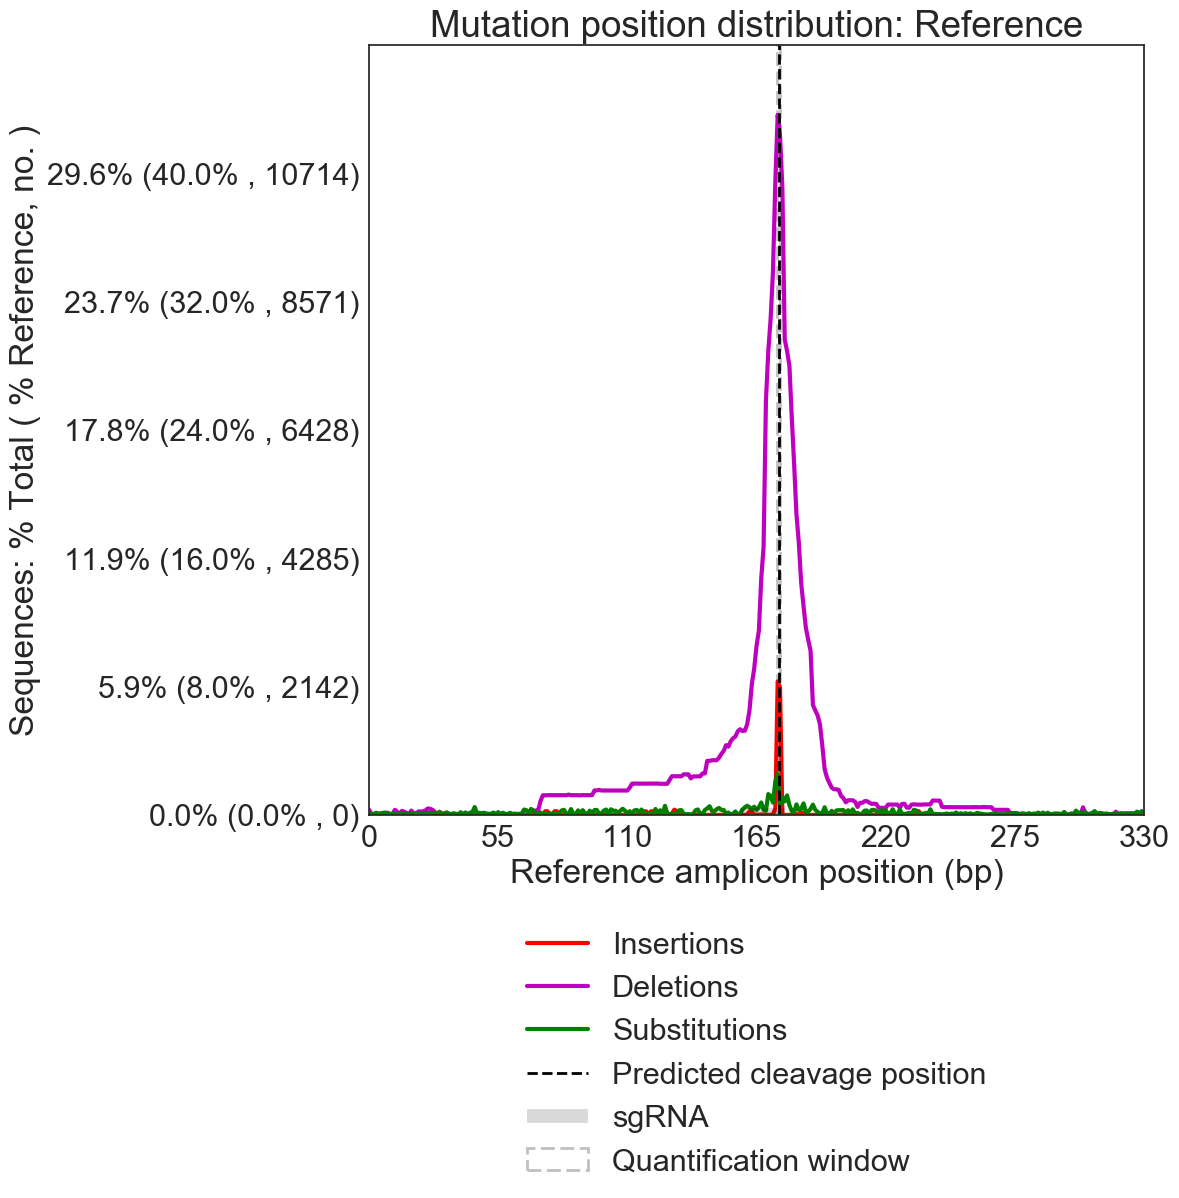 Mutation position distribution: Reference
Sequences: % Total ( % Reference, no. )
29.6% (40.0% , 10714)
23.7% (32.0% , 8571)
17.8% (24.0% , 6428)
11.9% (16.0% , 4285)
5.9% (8.0% , 2142)
0.0% (0.0% , 0)
0 55 110 165 220 275 330
Reference amplicon position (bp)
Insertions
Deletions
Substitutions
Predicted cleavage position
sgRNA
Quantification window